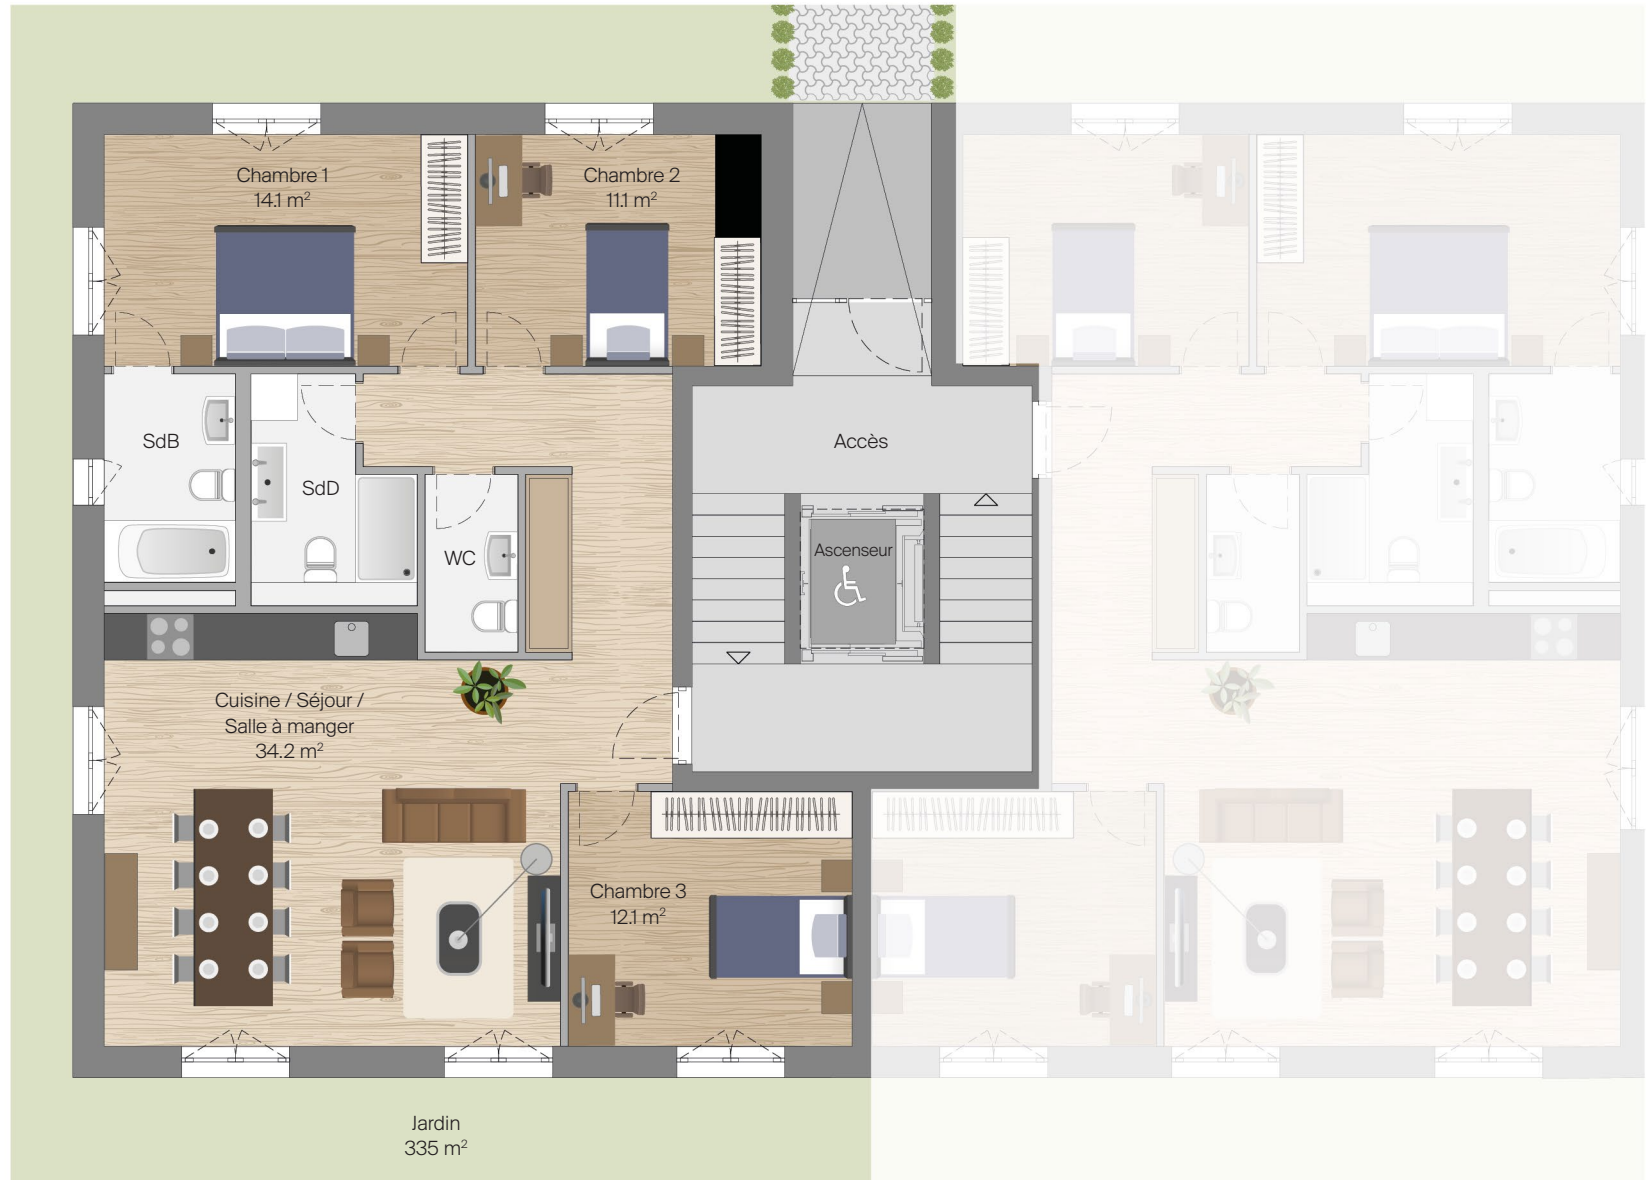 Chambre 1
14.1 m²
Chambre 2
11.1 m²
SdB
SdD
WC
Accès
Ascenseur
Cuisine / Séjour /
Salle à manger
34.2 m²
Chambre 3
12.1 m²
Jardin
335 m²